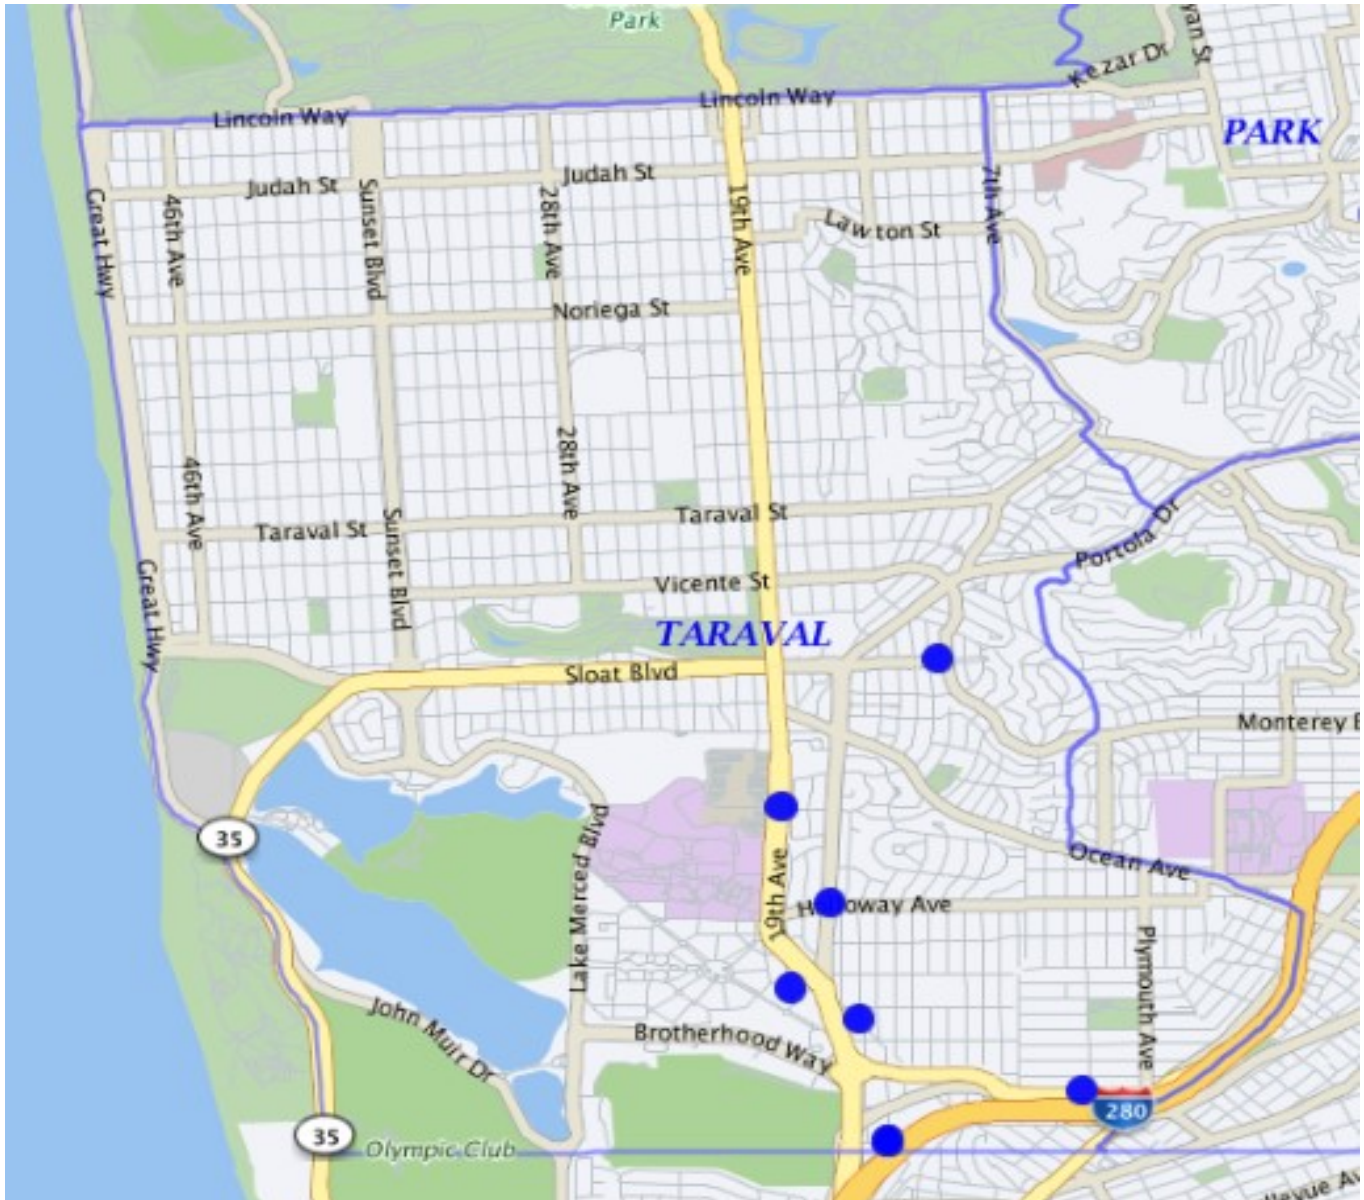 Park
yan St
Kezar Dr
Lincoln Way
Lincoln Way
PARK
Judah St
Judah St
Great Hwy
46th Ave
Sunset Blvd
28th Ave
19th Ave
7th Ave
Lawton St
Noriega St
28th Ave
46th Ave
Taraval St
Taraval St
Sunset Blvd
Portola Dr
Great Hwy
Vicente St
TARAVAL
Sloat Blvd
Monterey B
35
Lake Merced Blvd
19th Ave
Ocean Ave
Holloway Ave
Plymouth Ave
John Muir Dr
Brotherhood Way
280
35
Olympic Club